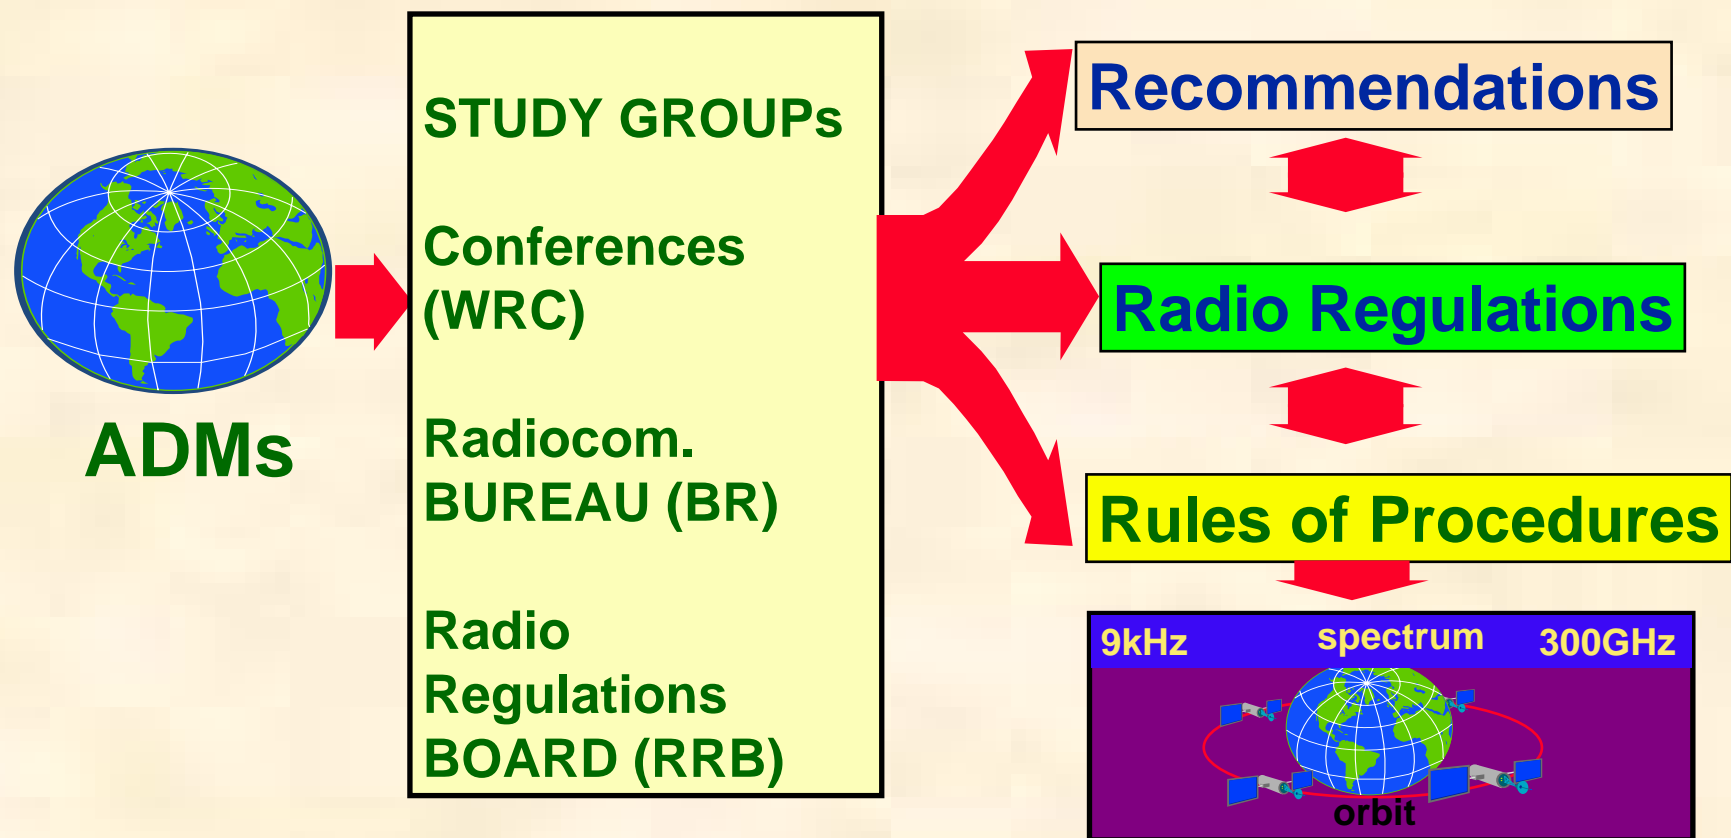 ADMs
STUDY GROUPs
Conferences
(WRC)
Radiocom.
BUREAU (BR)
Radio
Regulations
BOARD (RRB)
Recommendations
Radio Regulations
Rules of Procedures
9kHz spectrum 300GHz
orbit